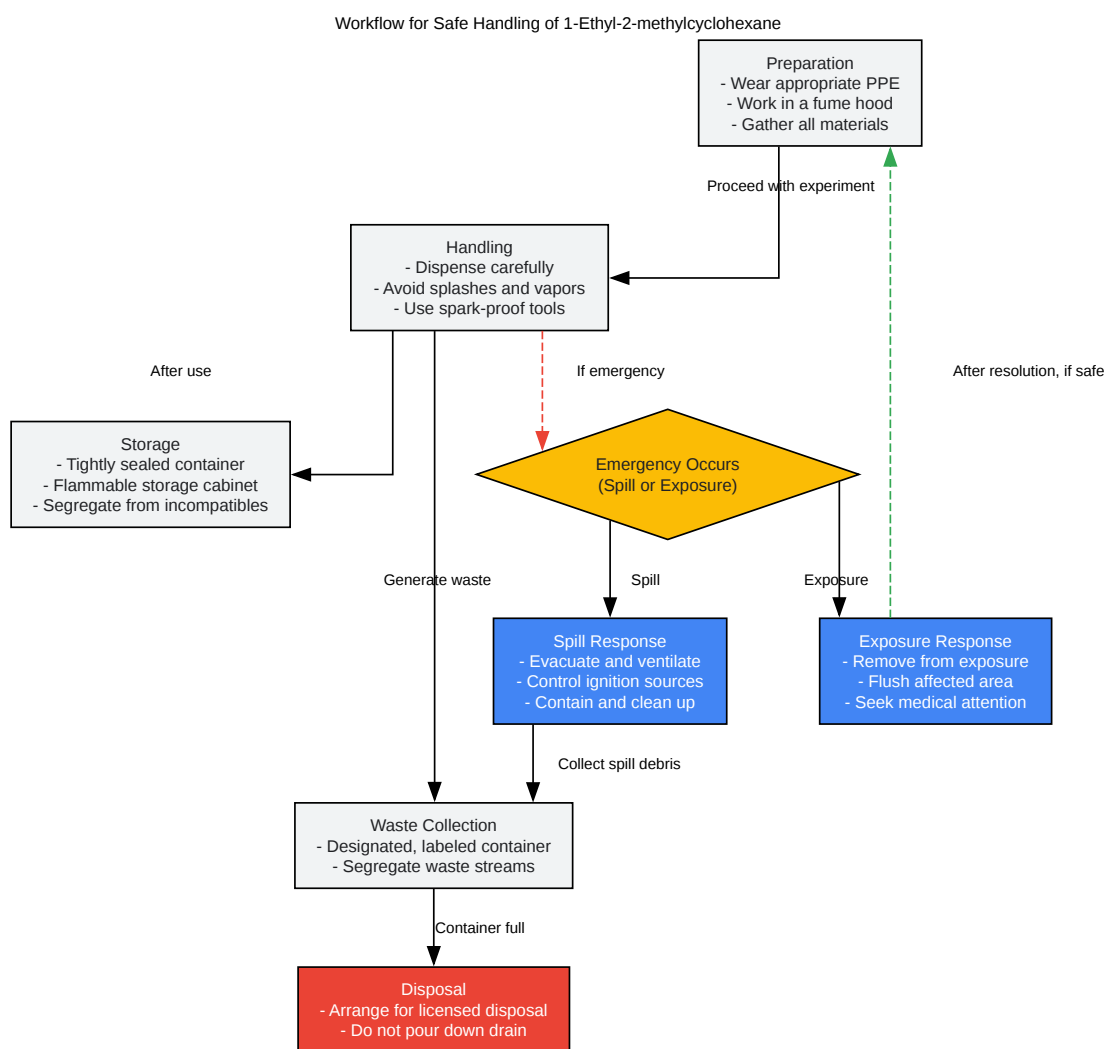 Workflow for Safe Handling of 1-Ethyl-2-methylcyclohexane
Preparation
- Wear appropriate PPE
- Work in a fume hood
- Gather all materials
Proceed with experiment
Handling
- Dispense carefully
- Avoid splashes and vapors
- Use spark-proof tools
After use
If emergency
After resolution, if safe
Storage
- Tightly sealed container
- Flammable storage cabinet
- Segregate from incompatibles
Emergency Occurs
(Spill or Exposure)
Generate waste
Spill
Exposure
Spill Response
- Evacuate and ventilate
- Control ignition sources
- Contain and clean up
Exposure Response
- Remove from exposure
- Flush affected area
- Seek medical attention
Collect spill debris
Waste Collection
- Designated, labeled container
- Segregate waste streams
Container full
Disposal
- Arrange for licensed disposal
- Do not pour down drain